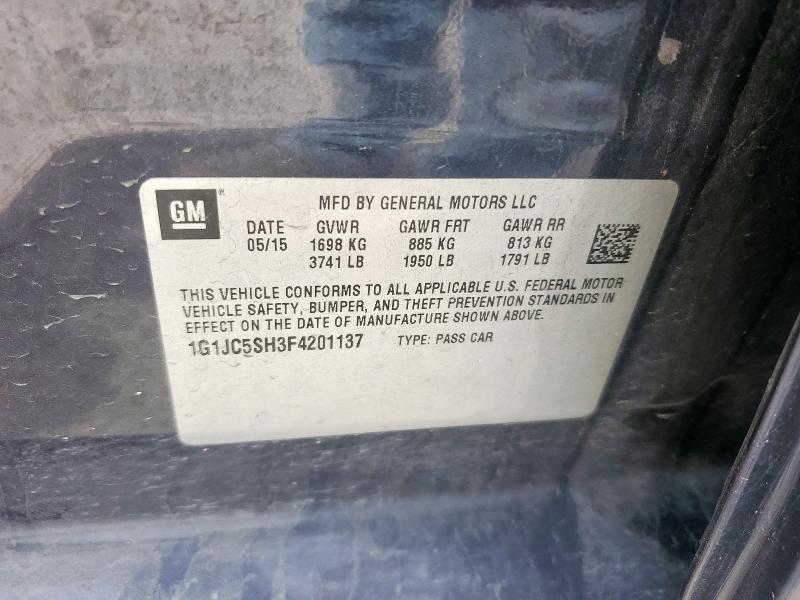 GM
MFD BY GENERAL MOTORS LLC
DATE GVWR GAWR FRT GAWR RR
05/15 1698 KG 885 KG 813 KG
3741 LB 1950 LB 1791 LB
THIS VEHICLE CONFORMS TO ALL APPLICABLE U.S. FEDERAL MOTOR
VEHICLE SAFETY, BUMPER, AND THEFT PREVENTION STANDARDS IN
EFFECT ON THE DATE OF MANUFACTURE SHOWN ABOVE.
1G1JC5SH3F4201137 TYPE: PASS CAR